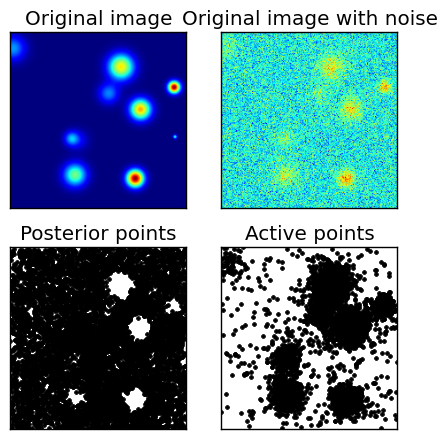 Original image
Original image with noise
Posterior points
Active points